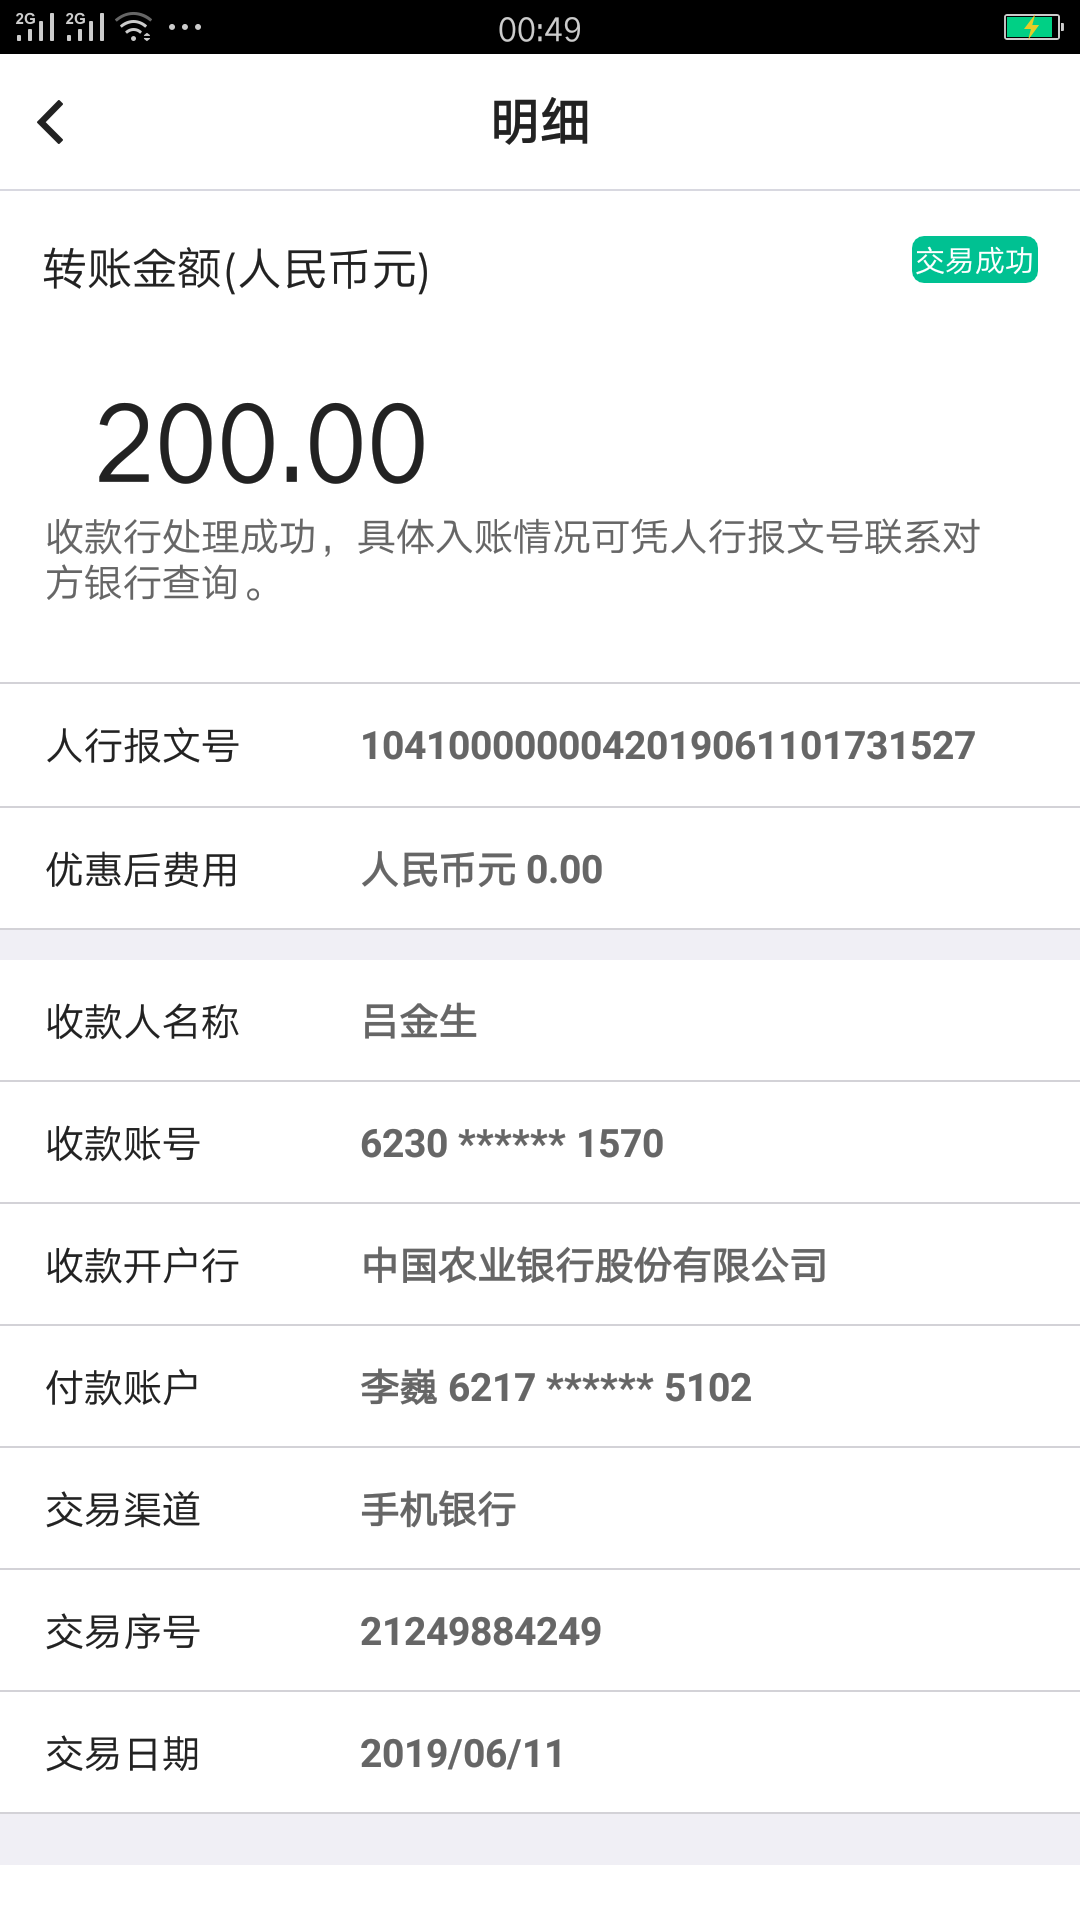 2G 2G 00:49
明细
转账金额(人民币元)
交易成功
200.00
收款行处理成功，具体入账情况可凭人行报文号联系对
方银行查询。
人行报文号 1041000000042019061101731527
优惠后费用 人民币元 0.00
收款人名称 吕金生
收款账号 6230 ****** 1570
收款开户行 中国农业银行股份有限公司
付款账户 李巍 6217 ****** 5102
交易渠道 手机银行
交易序号 21249884249
交易日期 2019/06/11